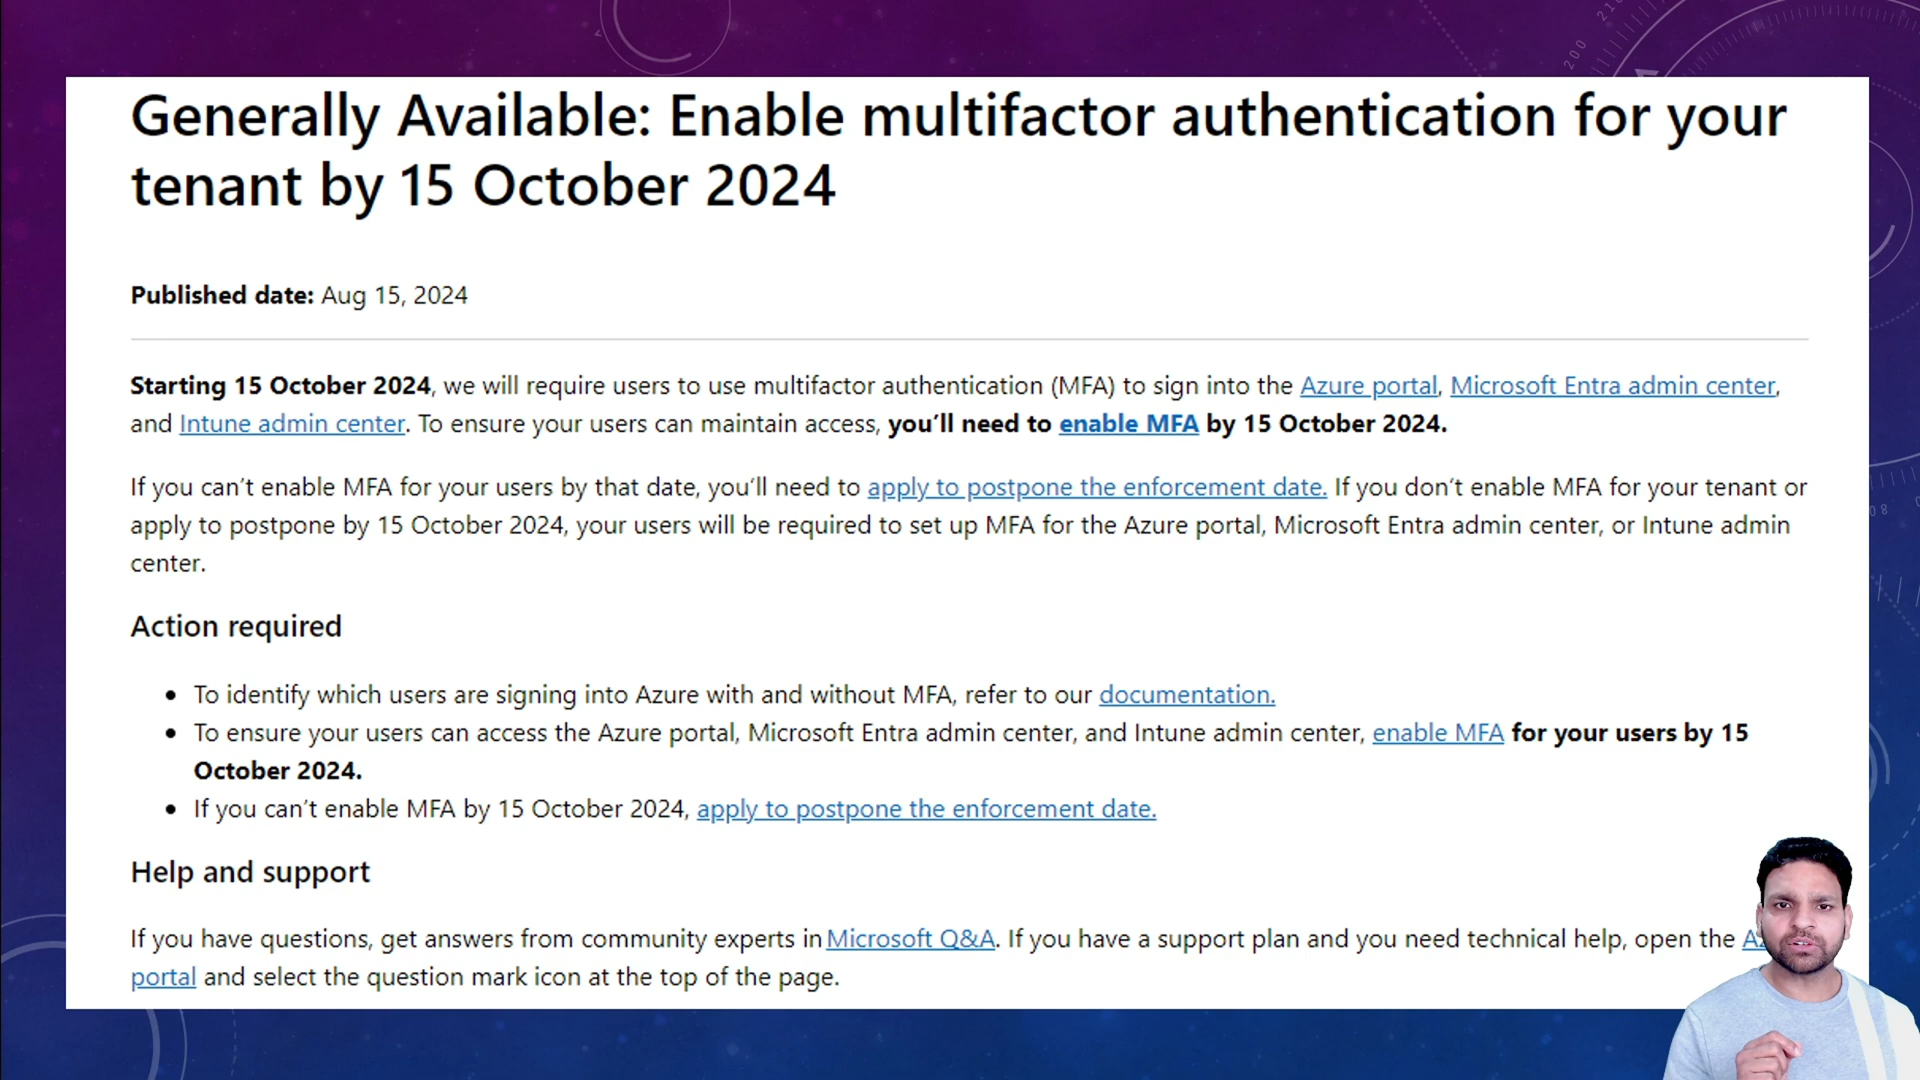 Generally Available: Enable multifactor authentication for your
tenant by 15 October 2024
Published date: Aug 15, 2024
Starting 15 October 2024, we will require users to use multifactor authentication (MFA) to sign into the Azure portal, Microsoft Entra admin center,
and Intune admin center. To ensure your users can maintain access, you’ll need to enable MFA by 15 October 2024.
If you can’t enable MFA for your users by that date, you’ll need to apply to postpone the enforcement date. If you don’t enable MFA for your tenant or
apply to postpone by 15 October 2024, your users will be required to set up MFA for the Azure portal, Microsoft Entra admin center, or Intune admin
center.
Action required
• To identify which users are signing into Azure with and without MFA, refer to our documentation.
• To ensure your users can access the Azure portal, Microsoft Entra admin center, and Intune admin center, enable MFA for your users by 15
October 2024.
• If you can’t enable MFA by 15 October 2024, apply to postpone the enforcement date.
Help and support
If you have questions, get answers from community experts in Microsoft Q&A. If you have a support plan and you need technical help, open the
portal and select the question mark icon at the top of the page.
200